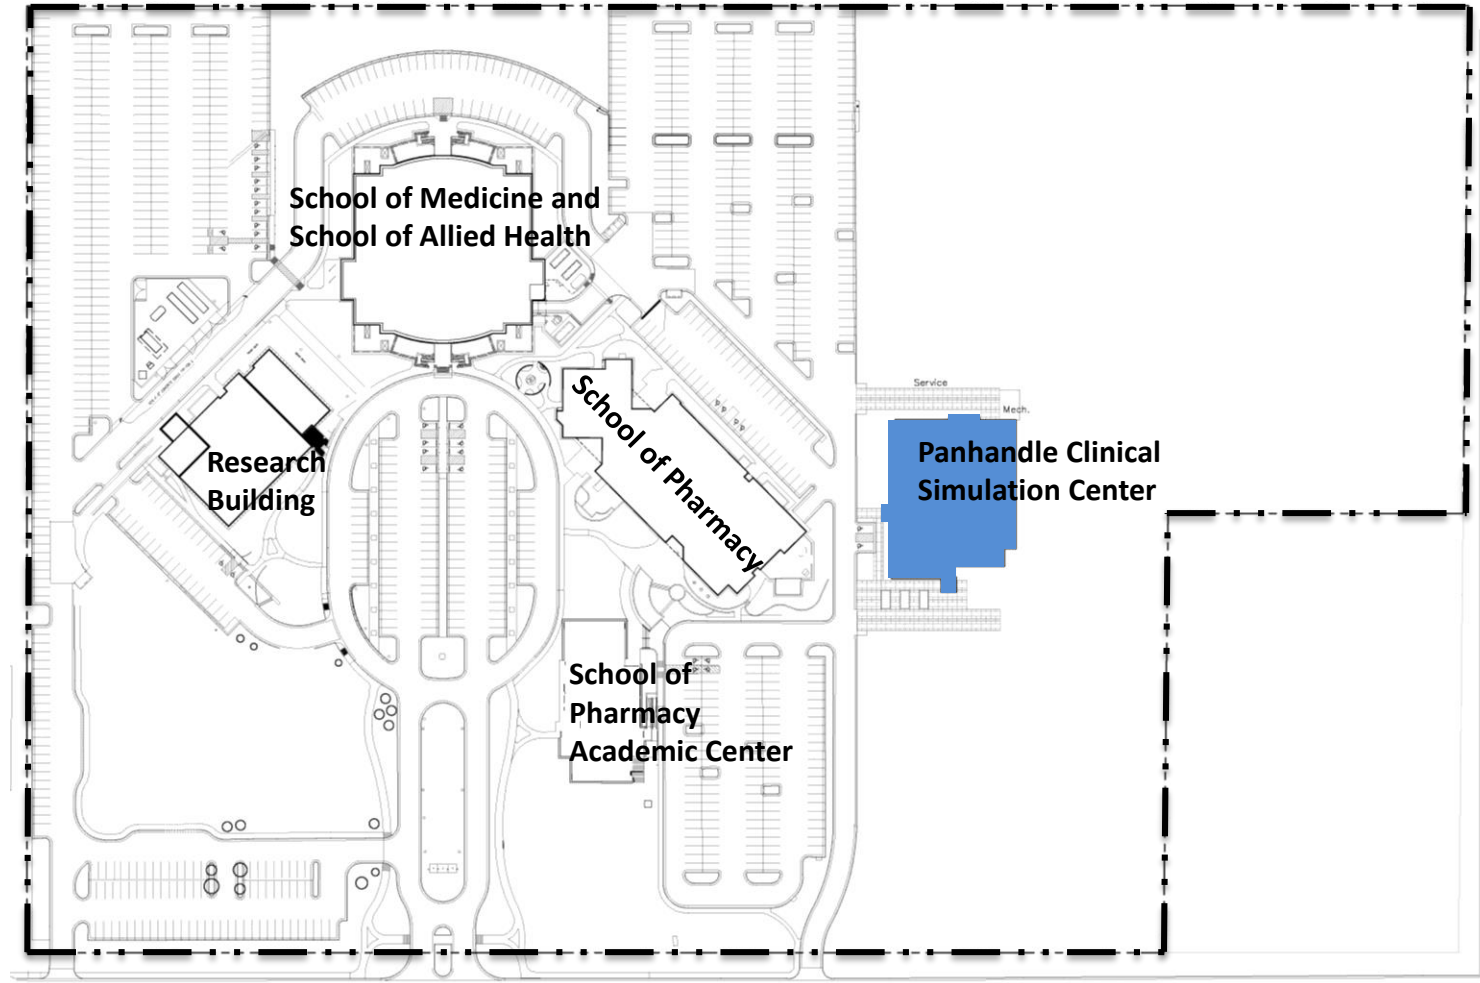 School of Medicine and
School of Allied Health
Service
Mech.
School of Pharmacy
Research
Building
Panhandle Clinical
Simulation Center
School of
Pharmacy
Academic Center